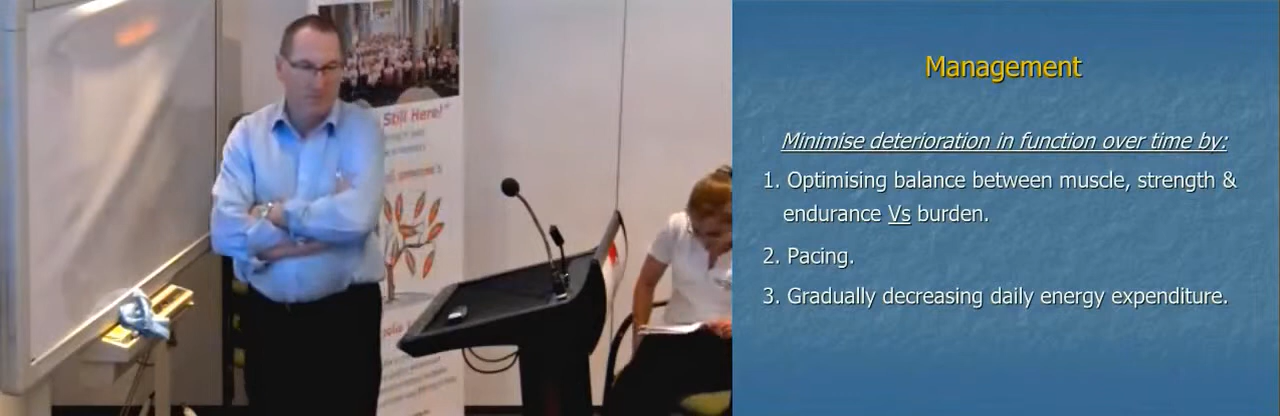 Still Here!"
Management
Minimise deterioration in function over time by:
1. Optimising balance between muscle, strength &
endurance Vs burden.
2. Pacing.
3. Gradually decreasing daily energy expenditure.